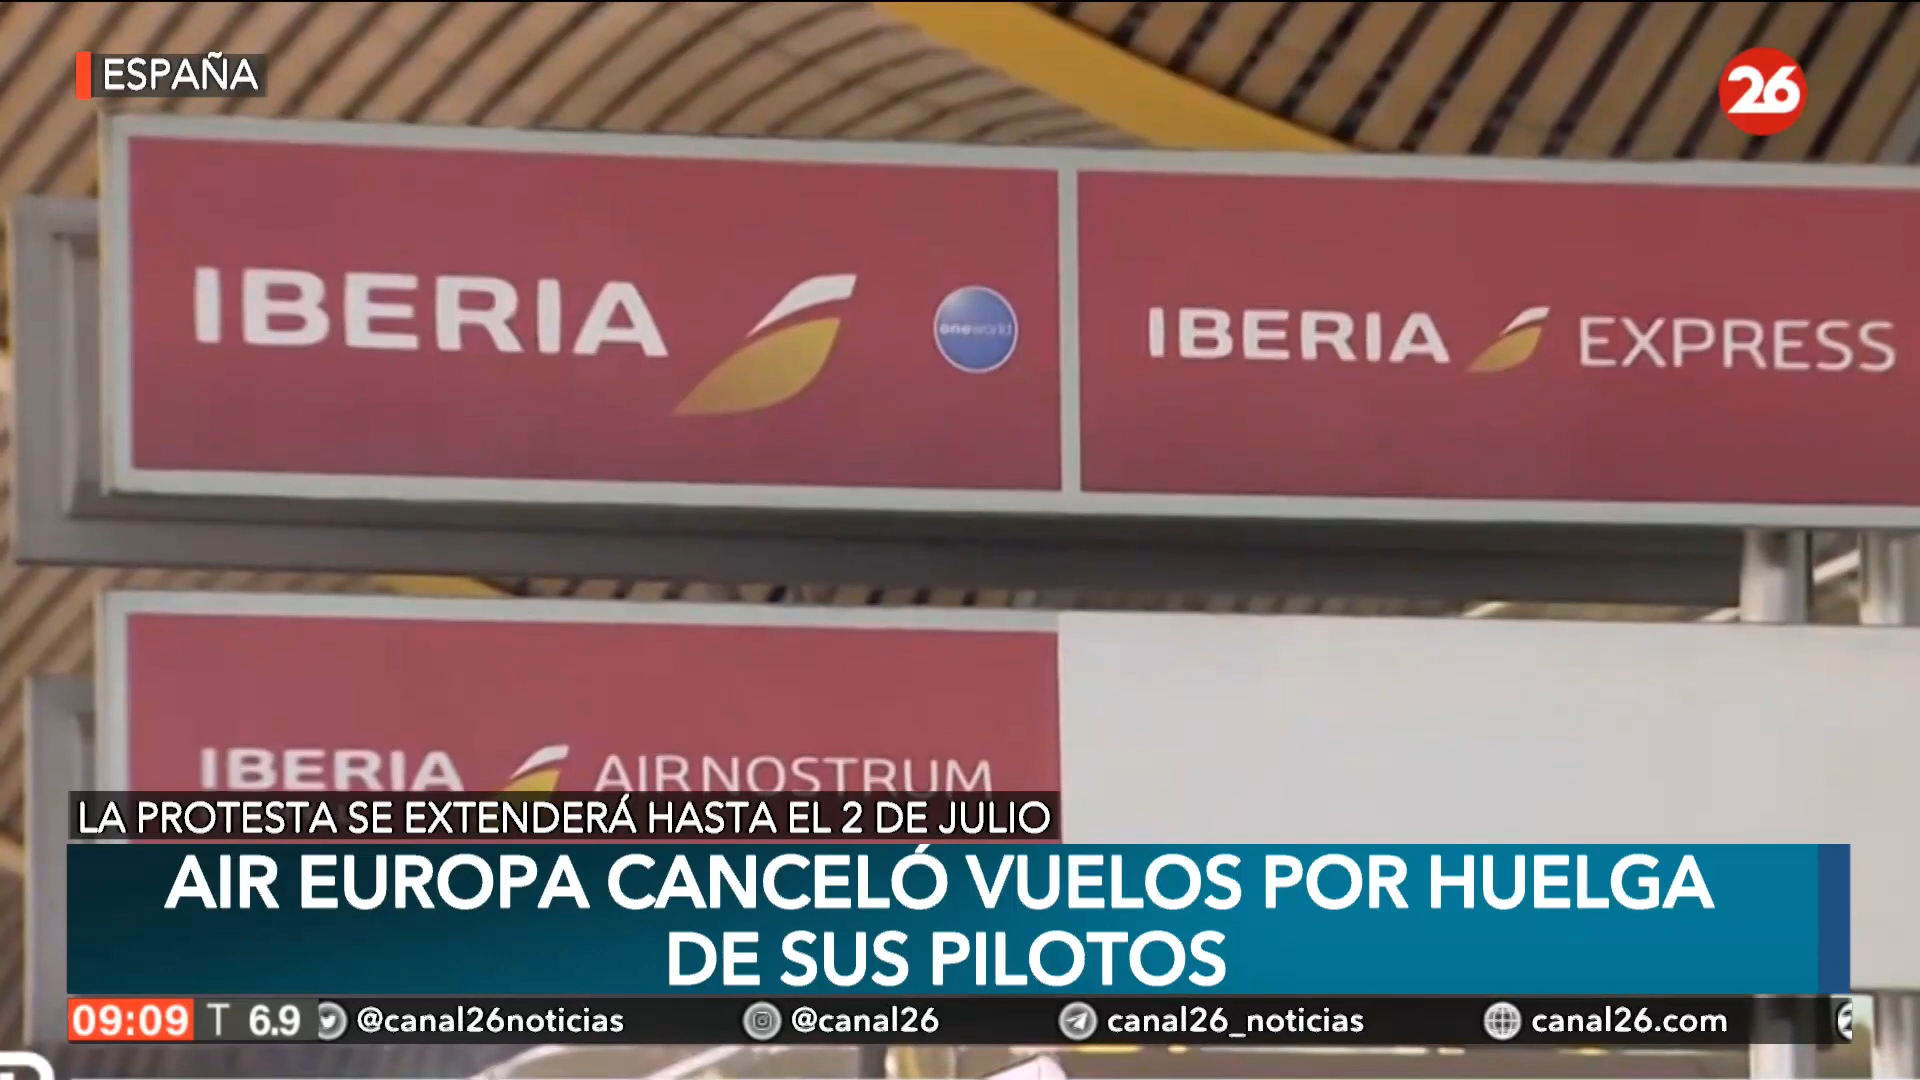 ESPAÑA
26
IBERIA
oneworld
IBERIA EXPRESS
IBERIA AIRNOSTRUM
LA PROTESTA SE EXTENDERÁ HASTA EL 2 DE JULIO
AIR EUROPA CANCELÓ VUELOS POR HUELGA
DE SUS PILOTOS
09:09 T 6.9 @canal26noticias @canal26 canal26_noticias canal26.com